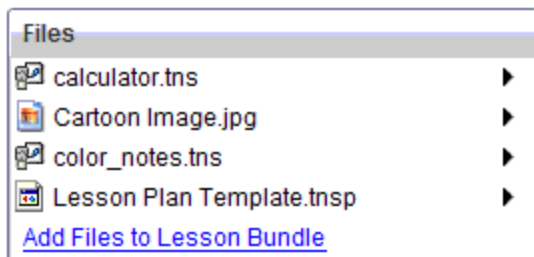 Files
calculator.tns
Cartoon Image.jpg
color_notes.tns
Lesson Plan Template.tnsp
Add Files to Lesson Bundle